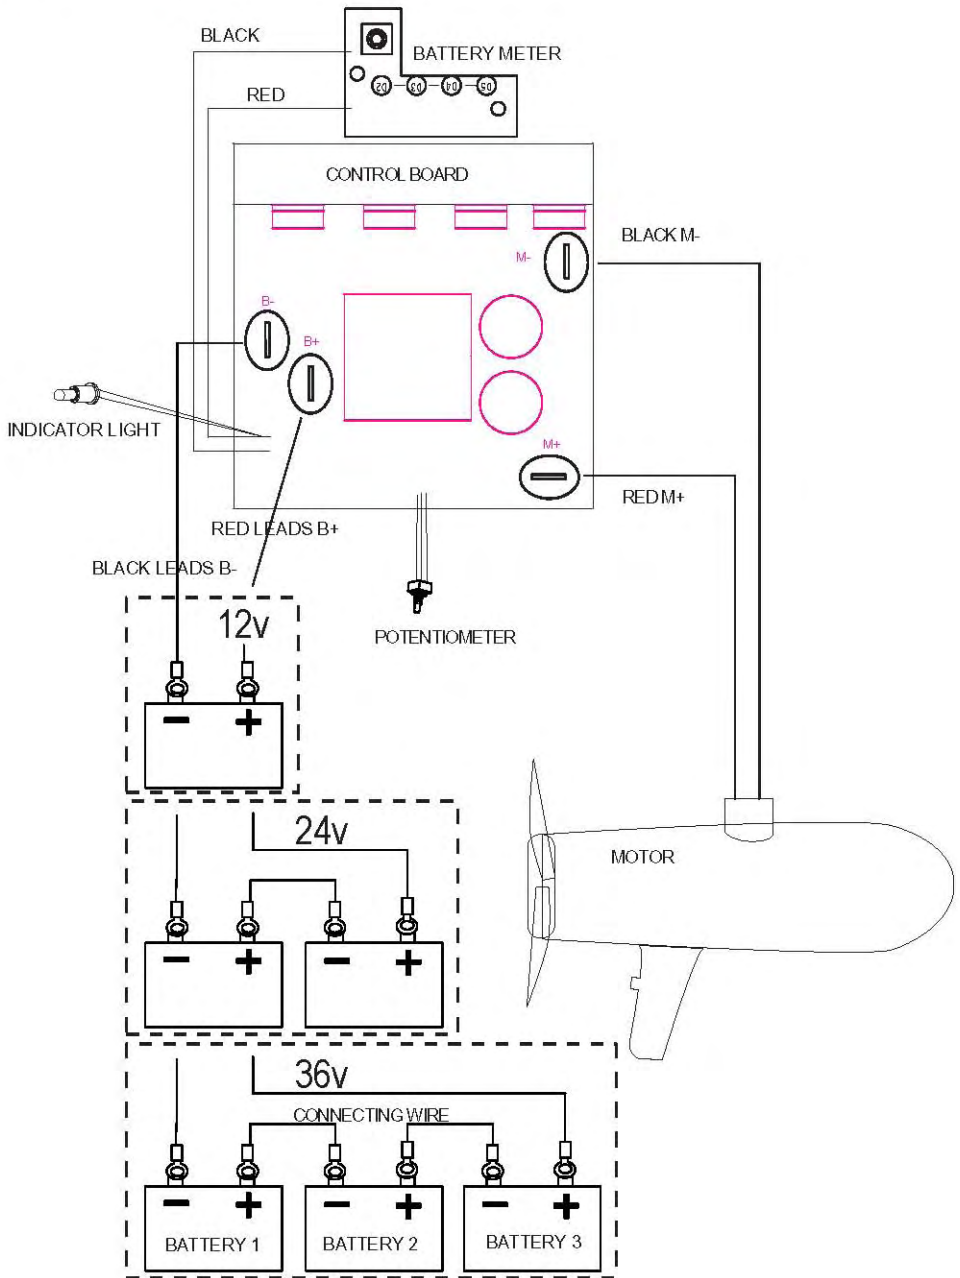 BLACK
BATTERY METER
RED
D2 D3 D4 D5
CONTROL BOARD
BLACK M-
M-
B-
B+
INDICATOR LIGHT
M+
RED M+
RED LEADS B+
BLACK LEADS B-
POTENTIOMETER
12v
- +
24v
MOTOR
- + - +
36v
CONNECTING WIRE
- + - + - +
BATTERY 1 BATTERY 2 BATTERY 3